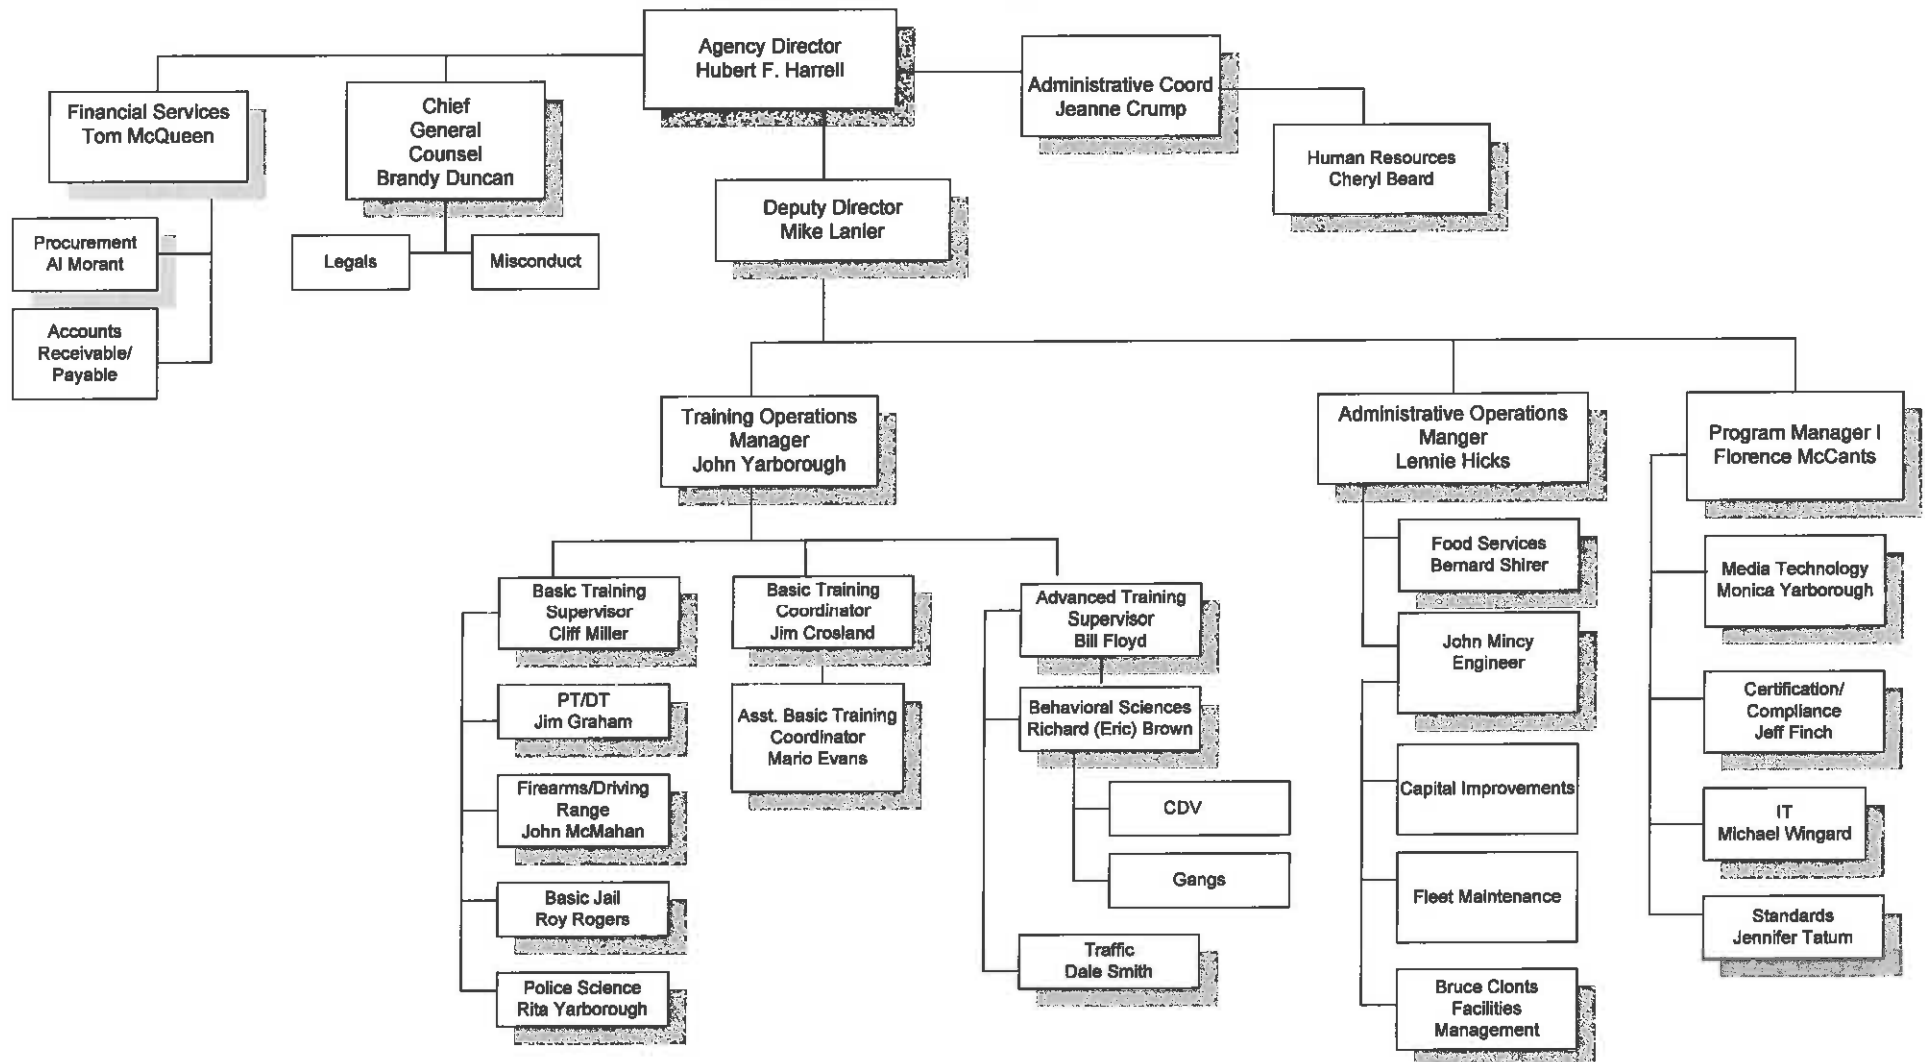 Agency Director
Hubert F. Harrell
Financial Services
Tom McQueen
Chief
General
Counsel
Brandy Duncan
Administrative Coord
Jeanne Crump
Human Resources
Cheryl Beard
Deputy Director
Mike Lanier
Procurement
Al Morant
Legals
Misconduct
Accounts
Receivable/
Payable
Training Operations
Manager
John Yarborough
Administrative Operations
Manger
Lennie Hicks
Program Manager I
Florence McCants
Basic Training
Supervisor
Cliff Miller
PT/DT
Jim Graham
Firearms/Driving
Range
John McMahan
Basic Jail
Roy Rogers
Police Science
Rita Yarborough
Basic Training
Coordinator
Jim Crosland
Asst. Basic Training
Coordinator
Mario Evans
Advanced Training
Supervisor
Bill Floyd
Behavioral Sciences
Richard (Eric) Brown
CDV
Gangs
Traffic
Dale Smith
Food Services
Bernard Shirer
John Mincy
Engineer
Capital Improvements
Fleet Maintenance
Bruce Clonts
Facilities
Management
Media Technology
Monica Yarborough
Certification/
Compliance
Jeff Finch
IT
Michael Wingard
Standards
Jennifer Tatum